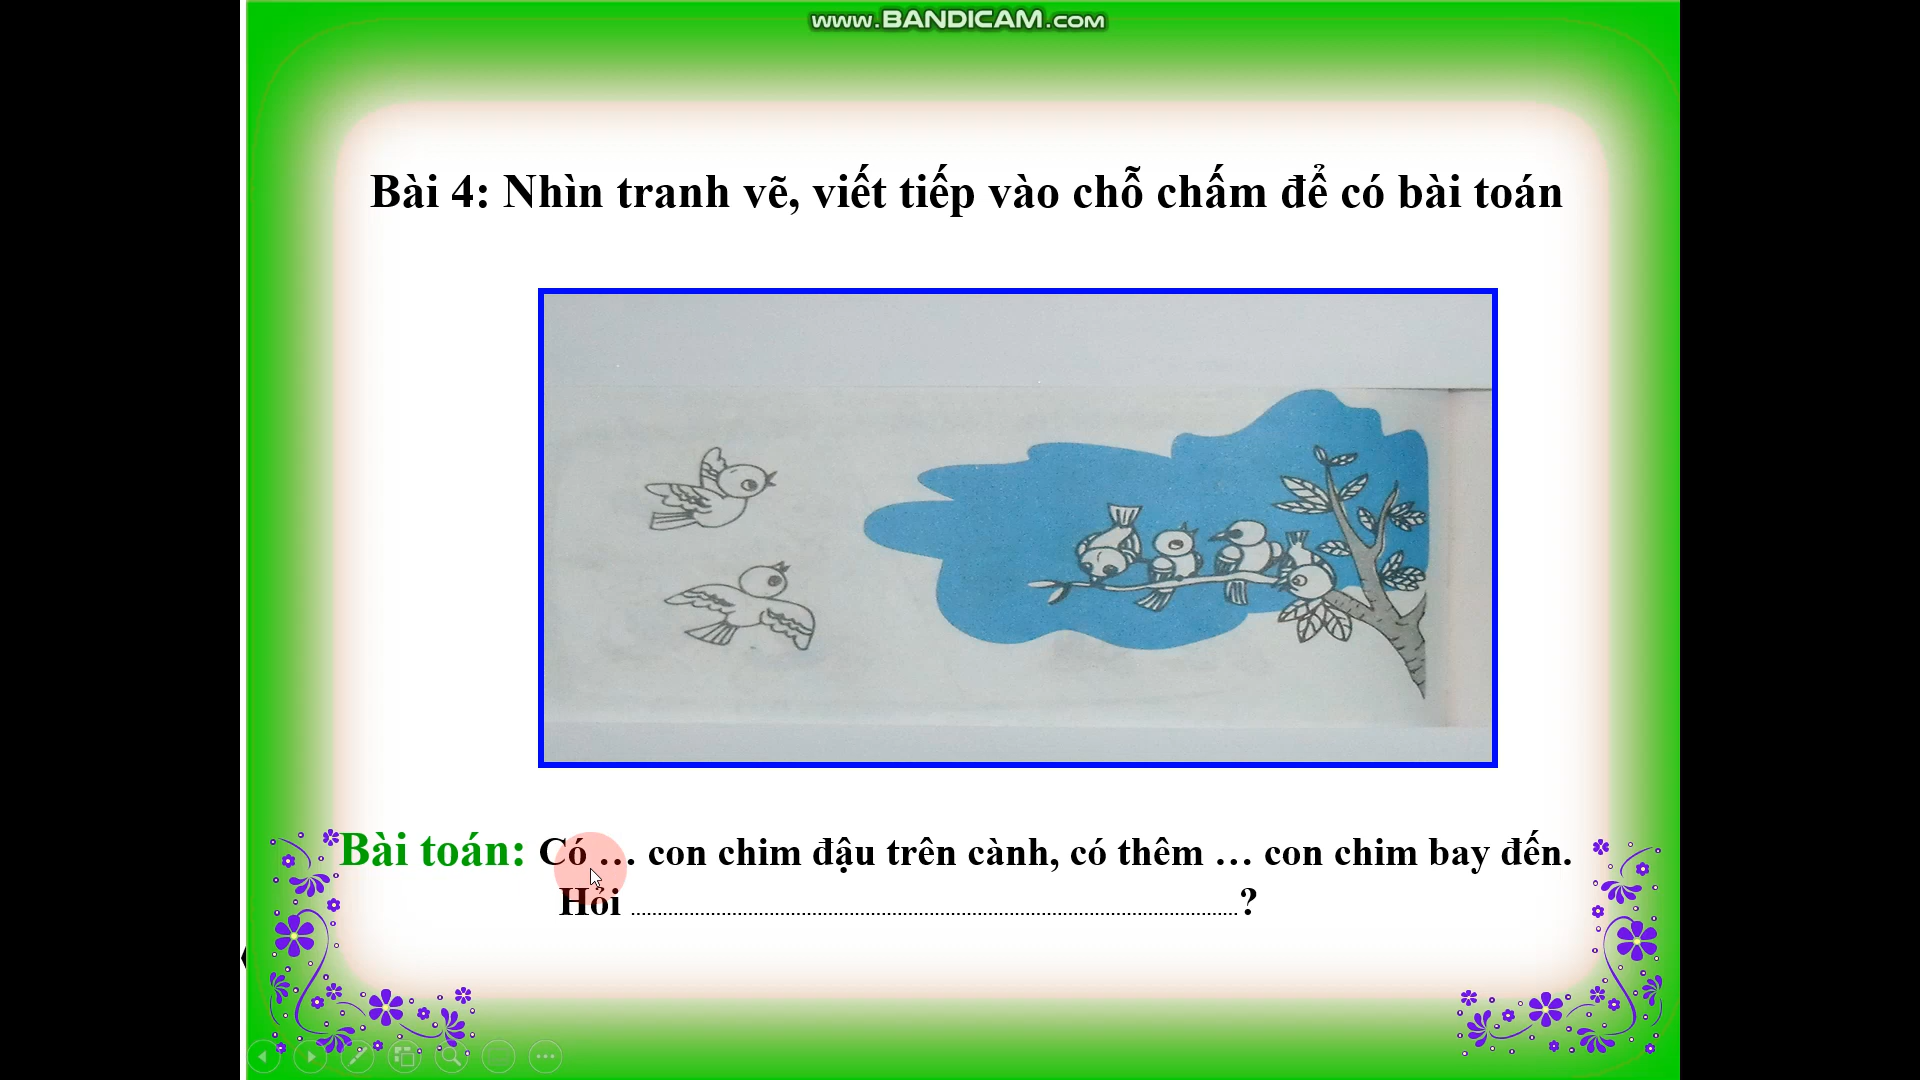 www.BANDICAM.com
Bài 4: Nhìn tranh vẽ, viết tiếp vào chỗ chấm để có bài toán
Bài toán: Có ... con chim đậu trên cành, có thêm ... con chim bay đến.
Hỏi ........................................................................................?